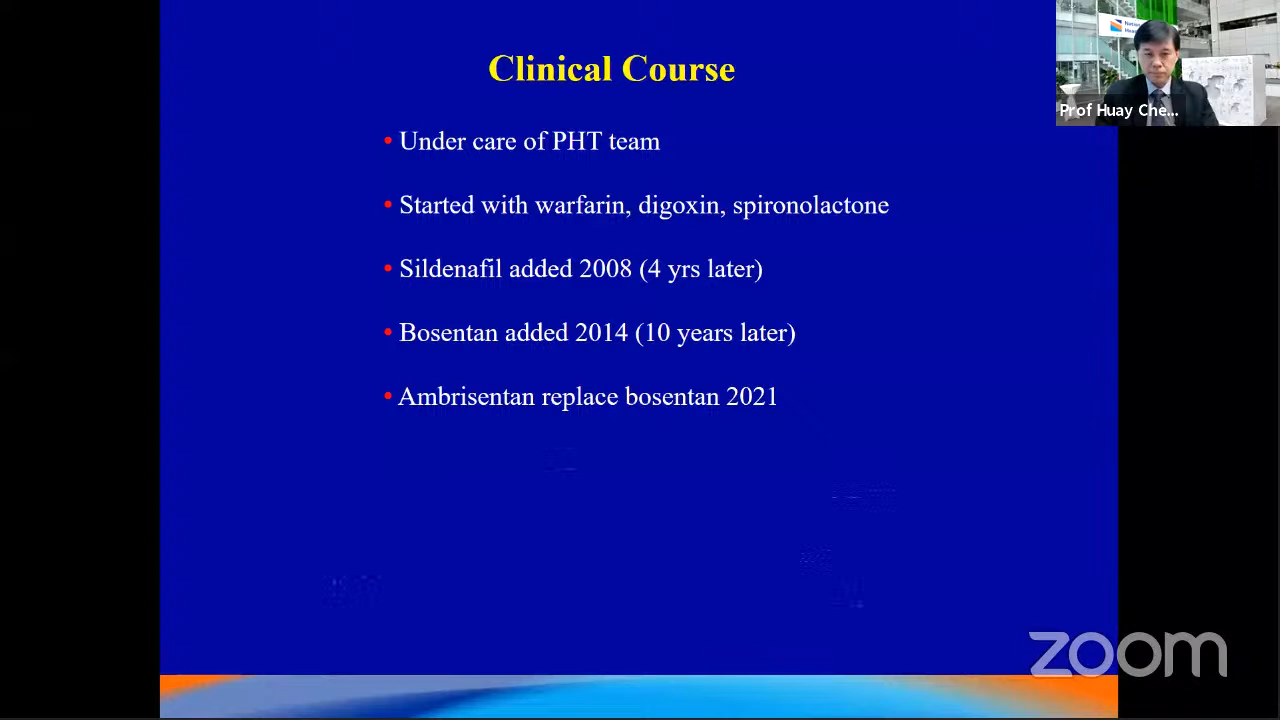 Clinical Course
• Under care of PHT team
• Started with warfarin, digoxin, spironolactone
• Sildenafil added 2008 (4 yrs later)
• Bosentan added 2014 (10 years later)
• Ambrisentan replace bosentan 2021
Prof Huay Che...
zoom